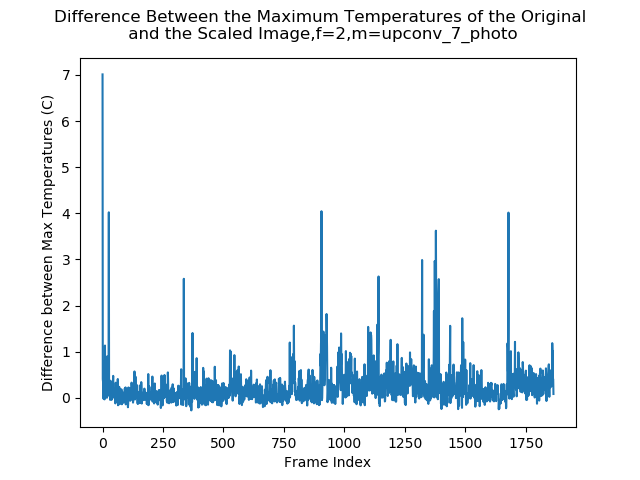 Difference Between the Maximum Temperatures of the Original
and the Scaled Image,f=2,m=upconv_7_photo
Difference between Max Temperatures (C)
7
6
5
4
3
2
1
0
0 250 500 750 1000 1250 1500 1750
Frame Index